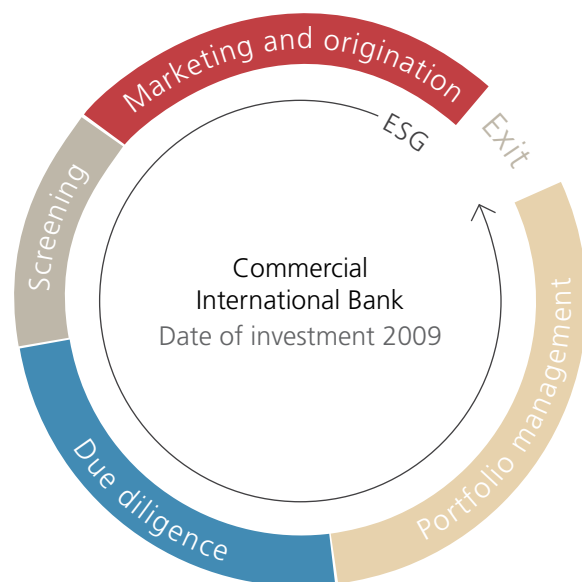 Marketing and origination
ESG
Exit
Screening
Commercial
International Bank
Date of investment 2009
Portfolio management
Due diligence